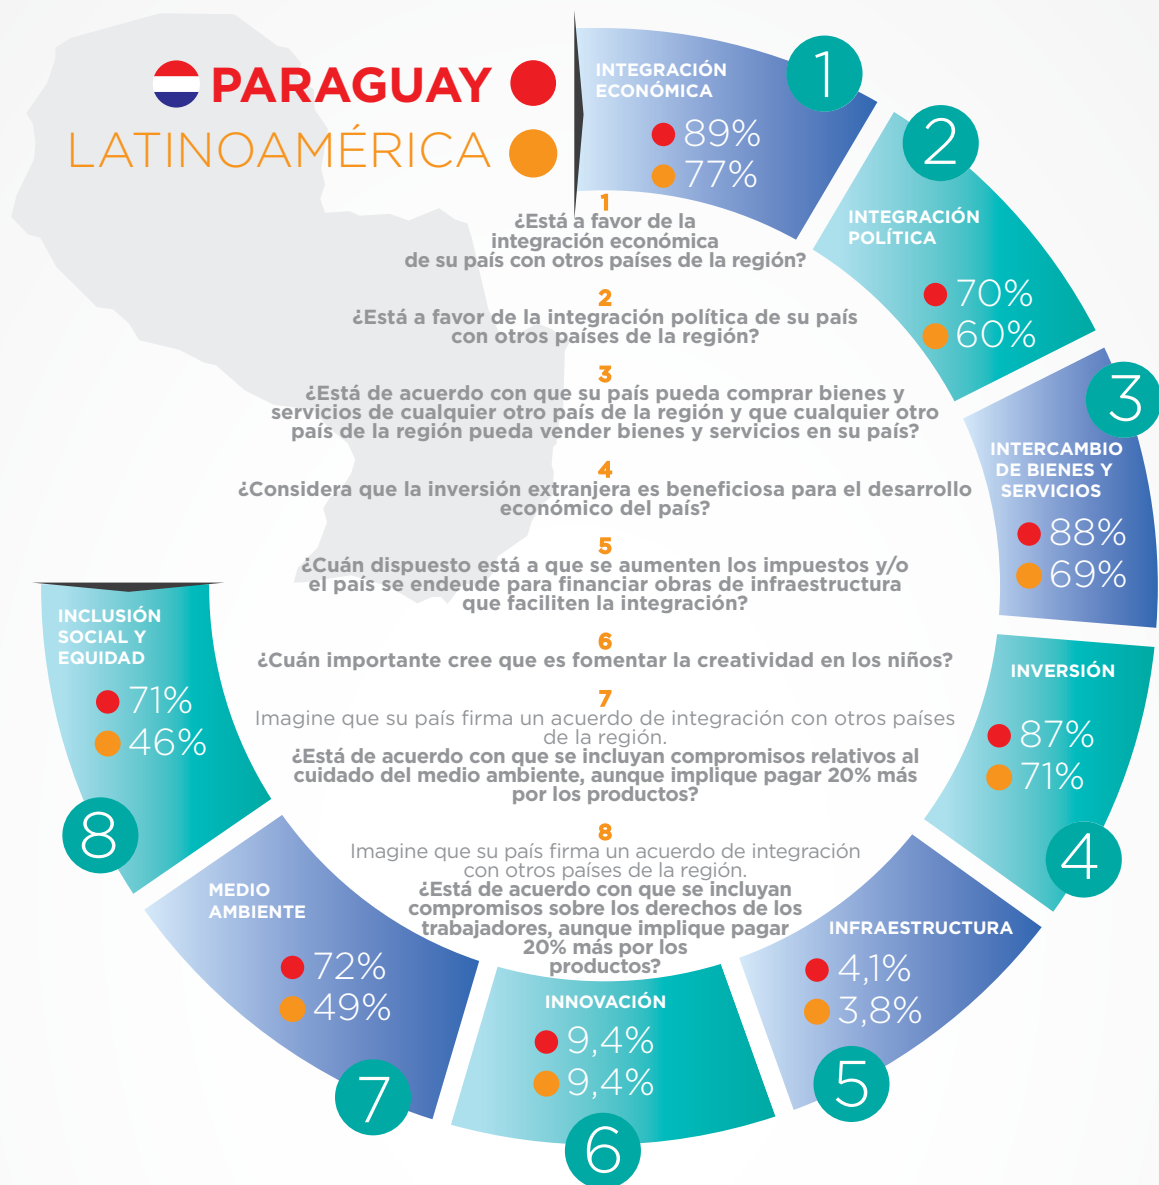 PARAGUAY
LATINOAMÉRICA
INTEGRACIÓN
ECONÓMICA
89%
77%
1
2
INTEGRACIÓN
POLÍTICA
70%
60%
3
INTERCAMBIO
DE BIENES Y
SERVICIOS
88%
69%
INVERSIÓN
87%
71%
4
INFRAESTRUCTURA
4,1%
3,8%
5
INNOVACIÓN
9,4%
9,4%
6
MEDIO
AMBIENTE
72%
49%
7
INCLUSIÓN
SOCIAL Y
EQUIDAD
71%
46%
8
1
¿Está a favor de la
integración económica
de su país con otros países de la región?
2
¿Está a favor de la integración política de su país
con otros países de la región?
3
¿Está de acuerdo con que su país pueda comprar bienes y
servicios de cualquier otro país de la región y que cualquier otro
país de la región pueda vender bienes y servicios en su país?
4
¿Considera que la inversión extranjera es beneficiosa para el desarrollo
económico del país?
5
¿Cuán dispuesto está a que se aumenten los impuestos y/o
el país se endeude para financiar obras de infraestructura
que faciliten la integración?
6
¿Cuán importante cree que es fomentar la creatividad en los niños?
7
Imagine que su país firma un acuerdo de integración con otros países
de la región.
¿Está de acuerdo con que se incluyan compromisos relativos al
cuidado del medio ambiente, aunque implique pagar 20% más
por los productos?
8
Imagine que su país firma un acuerdo de integración
con otros países de la región.
¿Está de acuerdo con que se incluyan
compromisos sobre los derechos de los
trabajadores, aunque implique pagar
20% más por los
productos?